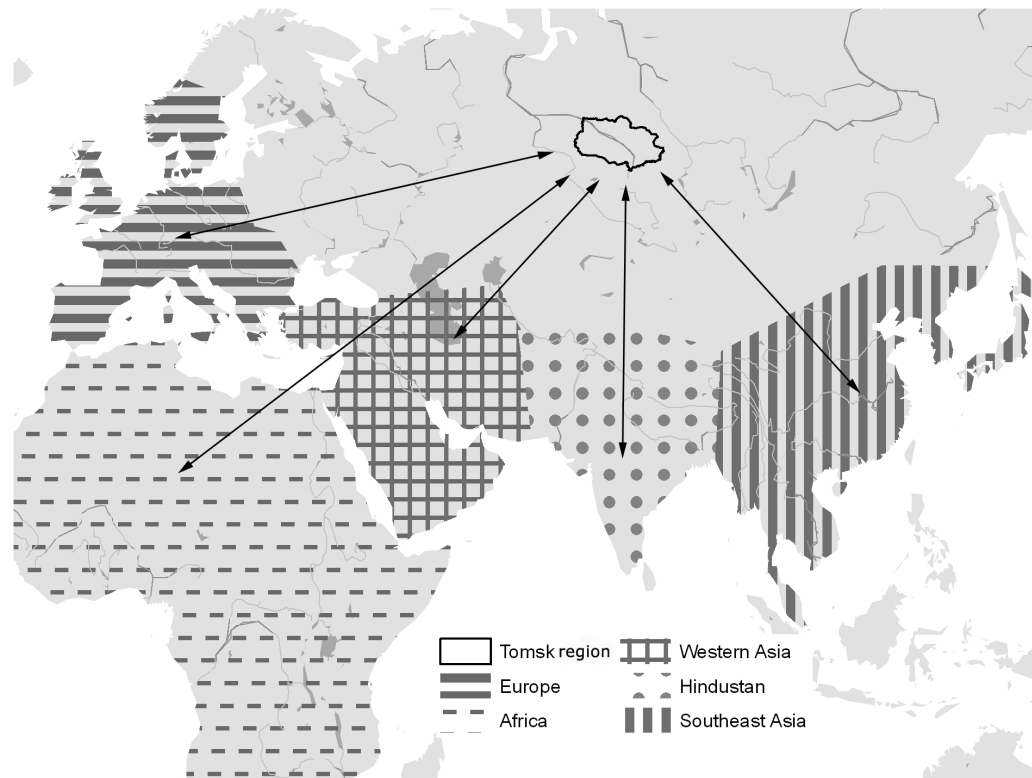 Tomsk region
Europe
Africa
Western Asia
Hindustan
Southeast Asia